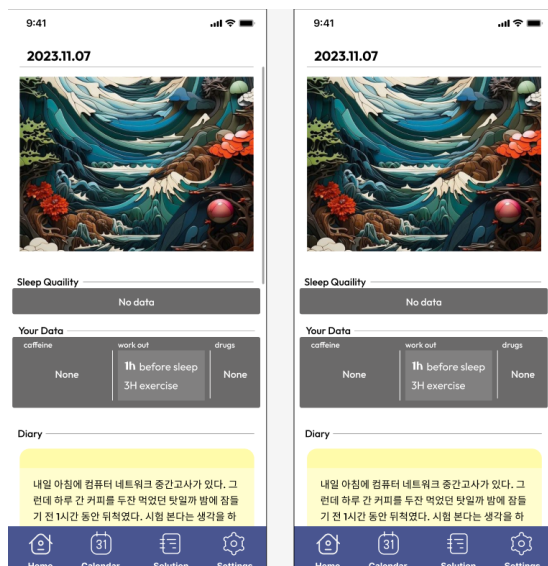 9:41
2023.11.07
Sleep Quaility
No data
Your Data
caffeine work out drugs
None
1h before sleep
3H exercise
None
Diary
내일 아침에 컴퓨터 네트워크 중간고사가 있다. 그
런데 하루 간 커피를 두잔 먹었던 탓일까 밤에 잠들
기 전 1시간 동안 뒤척였다. 시험 본다는 생각을 하
31
Home Calendar Solution Settings
9:41
2023.11.07
Sleep Quaility
No data
Your Data
caffeine work out drugs
None
1h before sleep
3H exercise
None
Diary
내일 아침에 컴퓨터 네트워크 중간고사가 있다. 그
런데 하루 간 커피를 두잔 먹었던 탓일까 밤에 잠들
기 전 1시간 동안 뒤척였다. 시험 본다는 생각을 하
31
Home Calendar Solution Settings